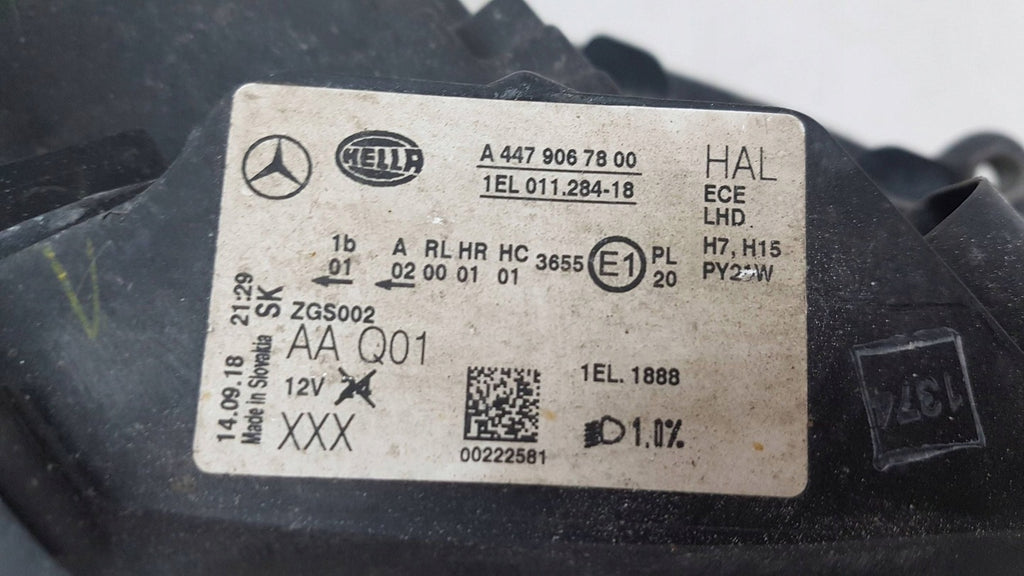 HELLA
A 447 906 78 00
1EL 011.284-18
HAL
ECE
LHD
H7, H15
1b A RL HR HC 3655 E1 PL
01 02 00 01 01 20
ZGS002
AA Q01
12V
XXX
14.09.18 21:29
Made in Slovakia SK
00222581
1EL. 1888
1.0%
1374